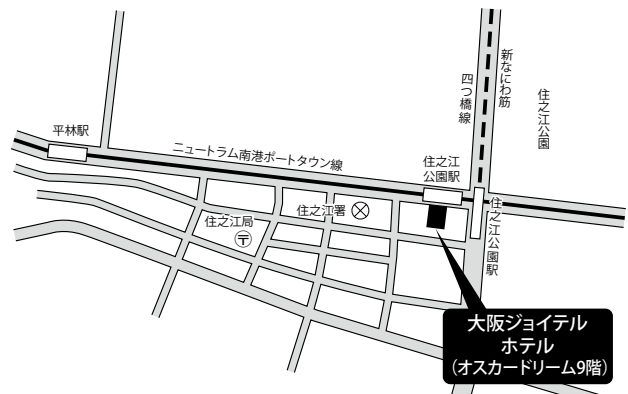 平林駅
ニュートラム南港ポートタウン線
住之江
公園駅
四つ橋線
新なにわ筋
住之江公園
住之江署
住之江局
〒
住之江公園駅
大阪ジョイテル
ホテル
(オスカードリーム9階)